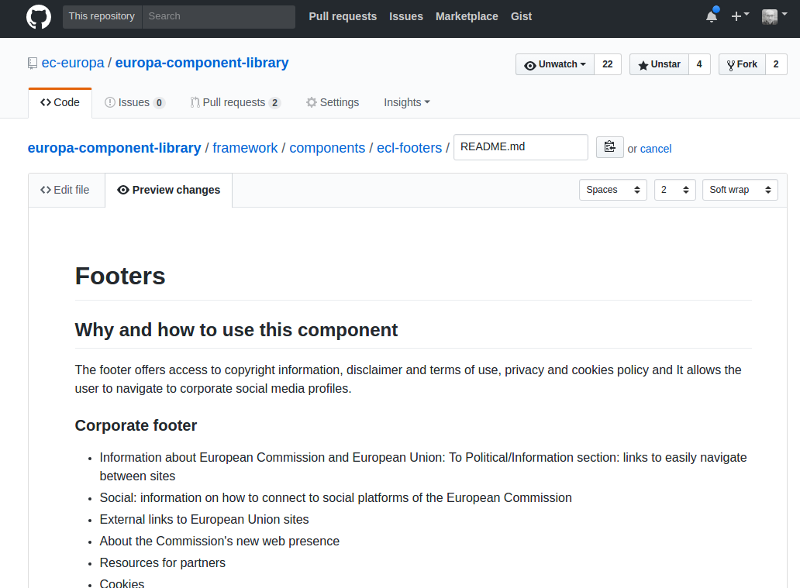 This repository Search Pull requests Issues Marketplace Gist
ec-europa / europa-component-library Unwatch 22 Unstar 4 Fork 2
Code Issues 0 Pull requests 2 Settings Insights
europa-component-library / framework / components / ecl-footers / README.md or cancel
Edit file Preview changes Spaces 2 Soft wrap
Footers
Why and how to use this component
The footer offers access to copyright information, disclaimer and terms of use, privacy and cookies policy and It allows the
user to navigate to corporate social media profiles.
Corporate footer
• Information about European Commission and European Union: To Political/Information section: links to easily navigate
between sites
• Social: information on how to connect to social platforms of the European Commission
• External links to European Union sites
• About the Commission's new web presence
• Resources for partners
• Cookies